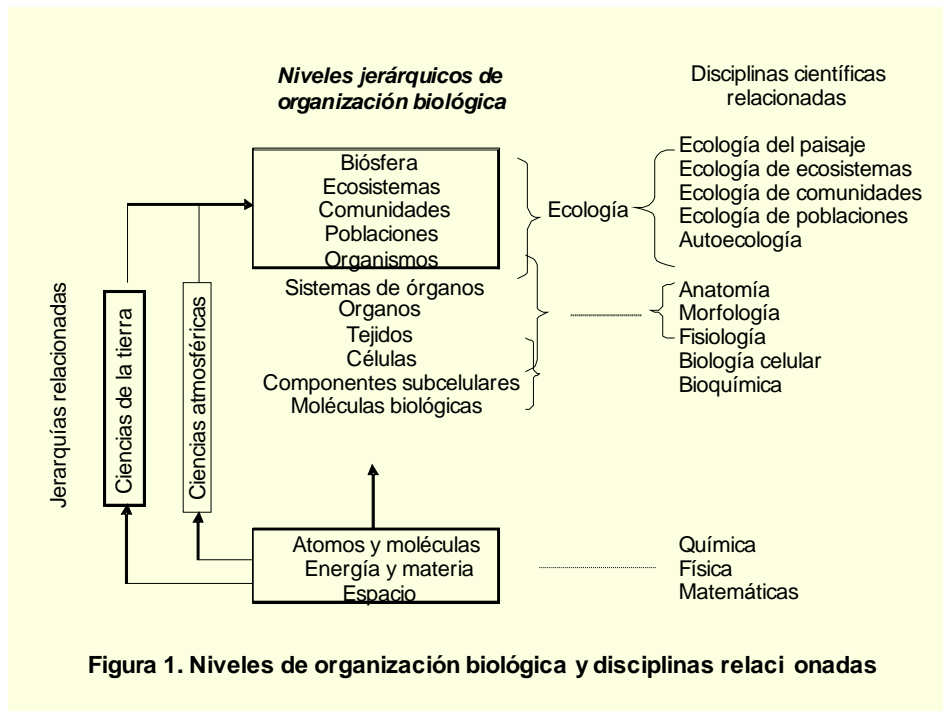 Niveles jerárquicos de
organización biológica
Disciplinas científicas
relacionadas
Biósfera
Ecosistemas
Comunidades
Poblaciones
Organismos
Sistemas de órganos
Organos
Tejidos
Células
Componentes subcelulares
Moléculas biológicas
Ecología
Ecología del paisaje
Ecología de ecosistemas
Ecología de comunidades
Ecología de poblaciones
Autoecología
Anatomía
Morfología
Fisiología
Biología celular
Bioquímica
Jerarquías relacionadas
Ciencias de la tierra
Ciencias atmosféricas
Atomos y moléculas
Energía y materia
Espacio
Química
Física
Matemáticas
Figura 1. Niveles de organización biológica y disciplinas relaci onadas